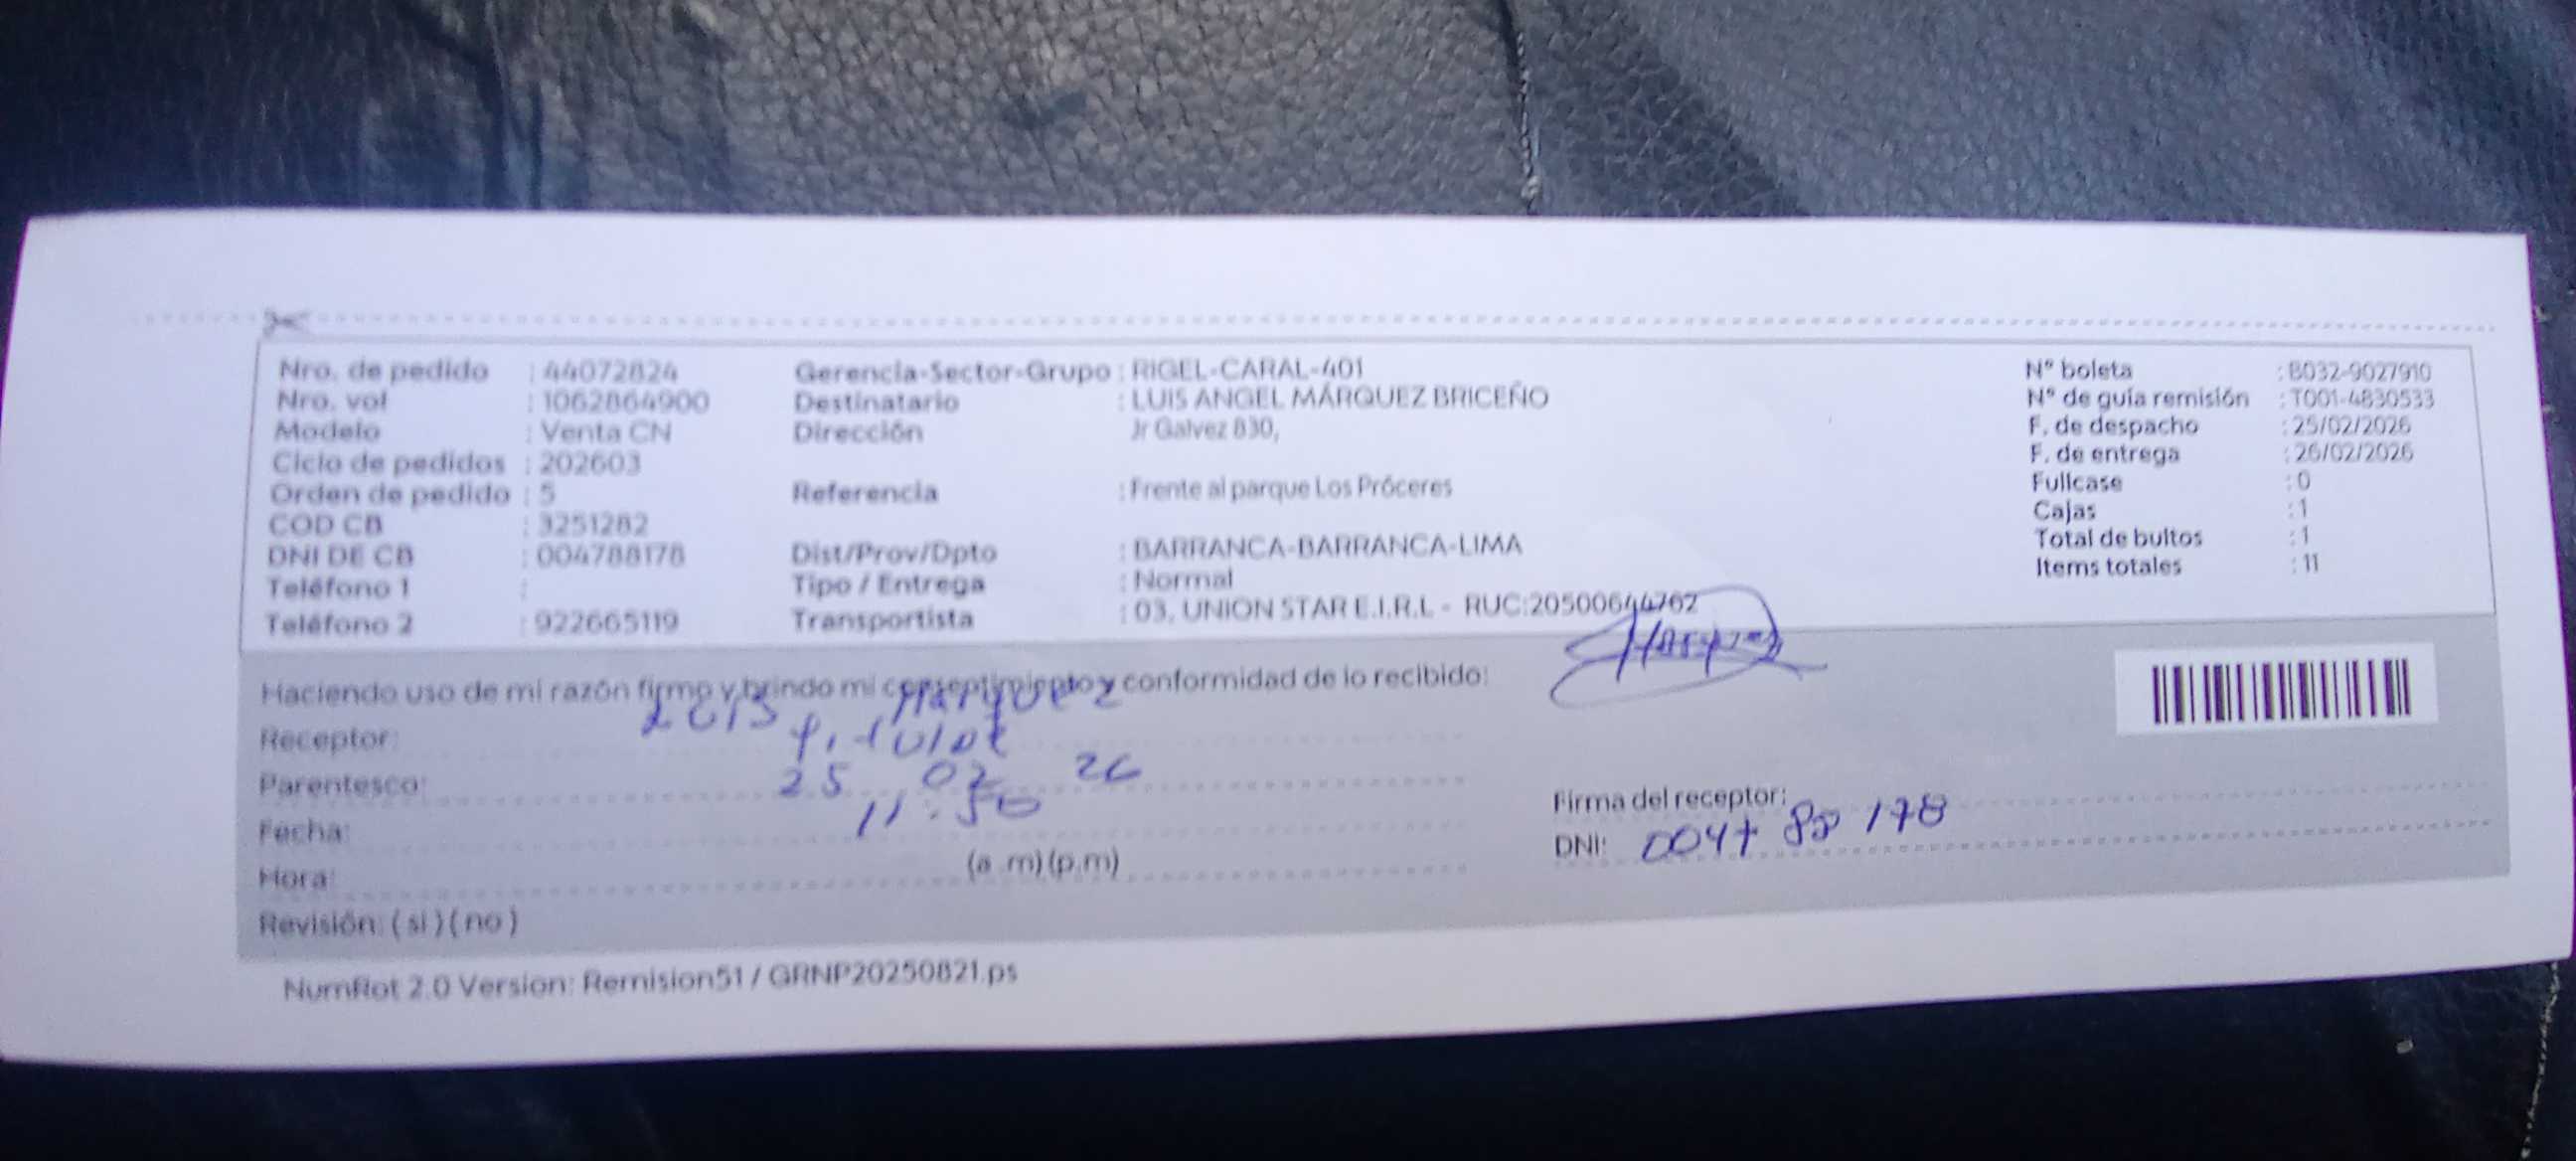 Nro. de pedido : 44072824
Nro. vol : 1062864900
Modelo : Venta CN
Ciclo de pedidos : 202603
Orden de pedido : 5
COD CB : 3251282
DNI DE CB : 004788178
Teléfono 1 :
Teléfono 2 : 922665119
Gerencia-Sector-Grupo : RIGEL-CARAL-401
Destinatario : LUIS ANGEL MÁRQUEZ BRICEÑO
Dirección Jr Galvez 830,
Referencia : Frente al parque Los Próceres
Dist/Prov/Dpto : BARRANCA-BARRANCA-LIMA
Tipo / Entrega : Normal
Transportista : 03, UNION STAR E.I.R.L - RUC:20500644762
N° boleta : B032-9027910
N° de guía remisión : T001-4830533
F. de despacho : 25/02/2026
F. de entrega : 26/02/2026
Fullcase : 0
Cajas : 1
Total de bultos : 1
Items totales : 11
Haciendo uso de mi razón firmo y brindo mi consentimiento y conformidad de lo recibido:
Receptor: Luis Marquez
Parentesco: titular
Fecha: 25 02 26
Hora: 11:50 (a .m) (p.m)
Revisión: ( si ) ( no )
Firma del receptor:
DNI: 004788178
NumRot 2.0 Version: Remision51 / GRNP20250821.ps